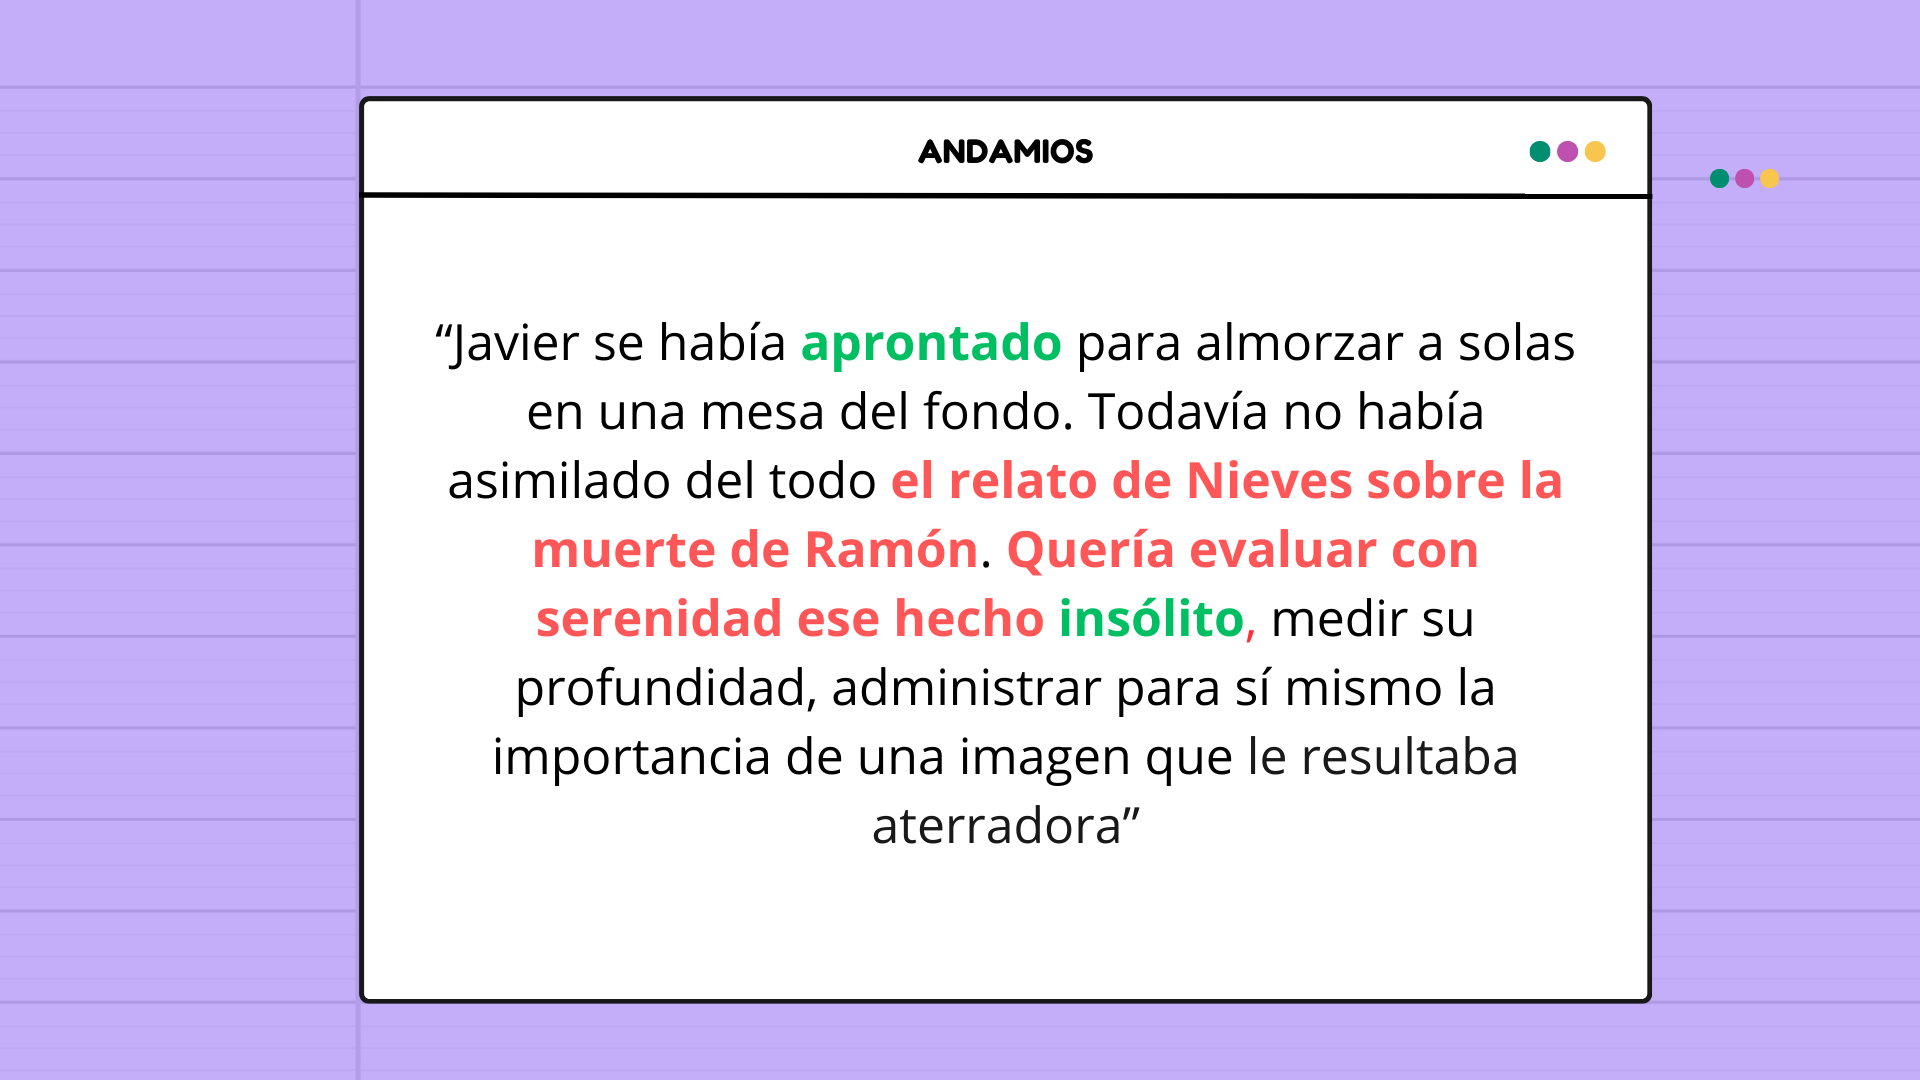 ANDAMIOS
“Javier se había aprontado para almorzar a solas
en una mesa del fondo. Todavía no había
asimilado del todo el relato de Nieves sobre la
muerte de Ramón. Quería evaluar con
serenidad ese hecho insólito, medir su
profundidad, administrar para sí mismo la
importancia de una imagen que le resultaba
aterradora”